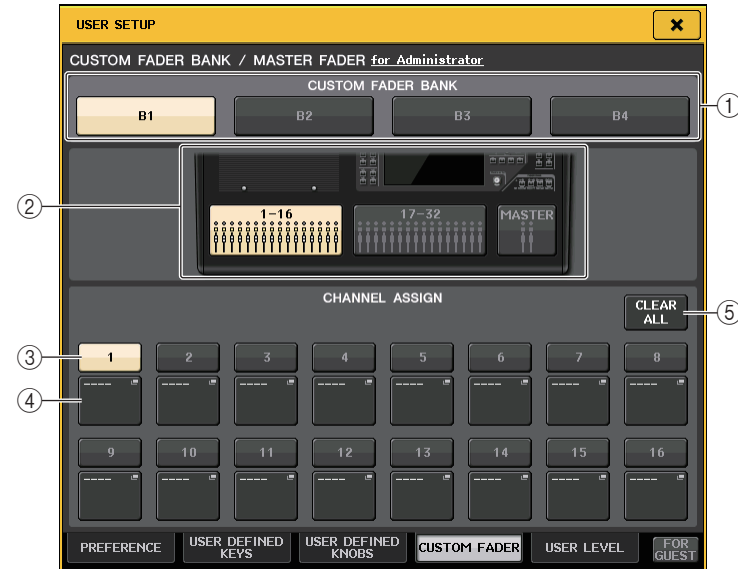 USER SETUP
CUSTOM FADER BANK / MASTER FADER for Administrator
CUSTOM FADER BANK
B1 B2 B3 B4
①
②
1-16 17-32 MASTER
CHANNEL ASSIGN
CLEAR ALL
⑤
③
1 2 3 4 5 6 7 8
④
---- ---- ---- ---- ---- ---- ---- ----
9 10 11 12 13 14 15 16
---- ---- ---- ---- ---- ---- ---- ----
PREFERENCE USER DEFINED KEYS USER DEFINED KNOBS CUSTOM FADER USER LEVEL FOR GUEST